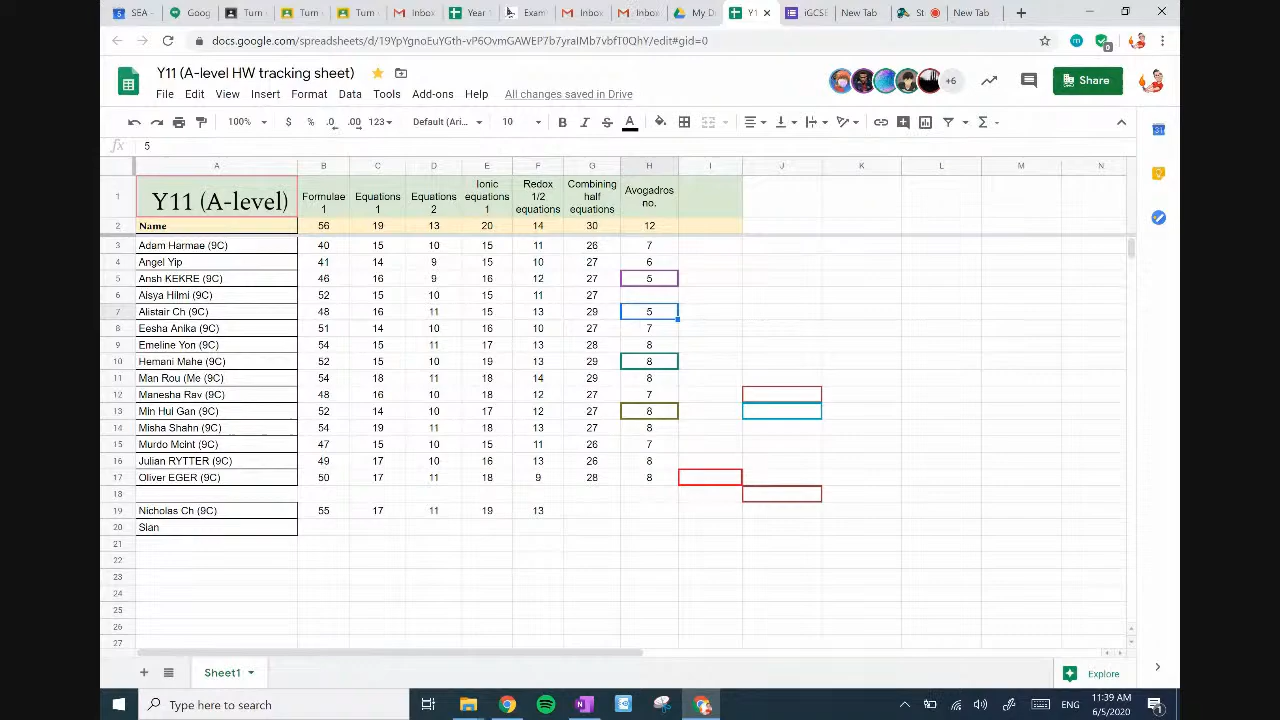 SEA Goog Turn Turn Turn Inbox Year Exam Inbo Inbo My D Y1 iGCSE New Tab St New Tab
docs.google.com/spreadsheets/d/19YoYgnoEuYGth-vP6OvmGAWEP7b7yraIMb7vbfT0QhY/edit#gid=0
Y11 (A-level HW tracking sheet)
+6
Share
File Edit View Insert Format Data Help All changes saved in Drive
100% $ % .0 .00 123 Default (Ari... 10 B I S A
fx 5
A B C D E F G H I J K L M N
1 Y11 (A-level) Formulae 1 Equations 1 Equations 2 Ionic equations 1 Redox 1/2 equations Combining half equations Avogadros no.
2 Name 56 19 13 20 14 30 12
3 Adam Harmae (9C) 40 15 10 15 11 26 7
4 Angel Yip 41 14 9 15 10 27 6
5 Ansh KEKRE (9C) 46 16 9 16 12 27 5
6 Aisya Hilmi (9C) 52 15 10 15 11 27
7 Alistair Ch (9C) 48 16 11 15 13 29 5
8 Eesha Anika (9C) 51 14 10 16 10 27 7
9 Emeline Yon (9C) 54 15 11 17 13 28 8
10 Hemani Mahe (9C) 52 15 10 19 13 29 8
11 Man Rou (Me (9C) 54 18 11 18 14 29 8
12 Manesha Rav (9C) 48 16 10 18 12 27 7
13 Min Hui Gan (9C) 52 14 10 17 12 27 8
14 Misha Shahn (9C) 54 19 11 18 13 27 8
15 Murdo Mcint (9C) 47 15 10 15 11 26 7
16 Julian RYTTER (9C) 49 17 10 16 13 26 8
17 Oliver EGER (9C) 50 17 11 18 9 28 8
18
19 Nicholas Ch (9C) 55 17 11 19 13
20 Sian
21
22
23
24
25
26
27
Sheet1
Explore
Type here to search
11:39 AM
6/5/2020